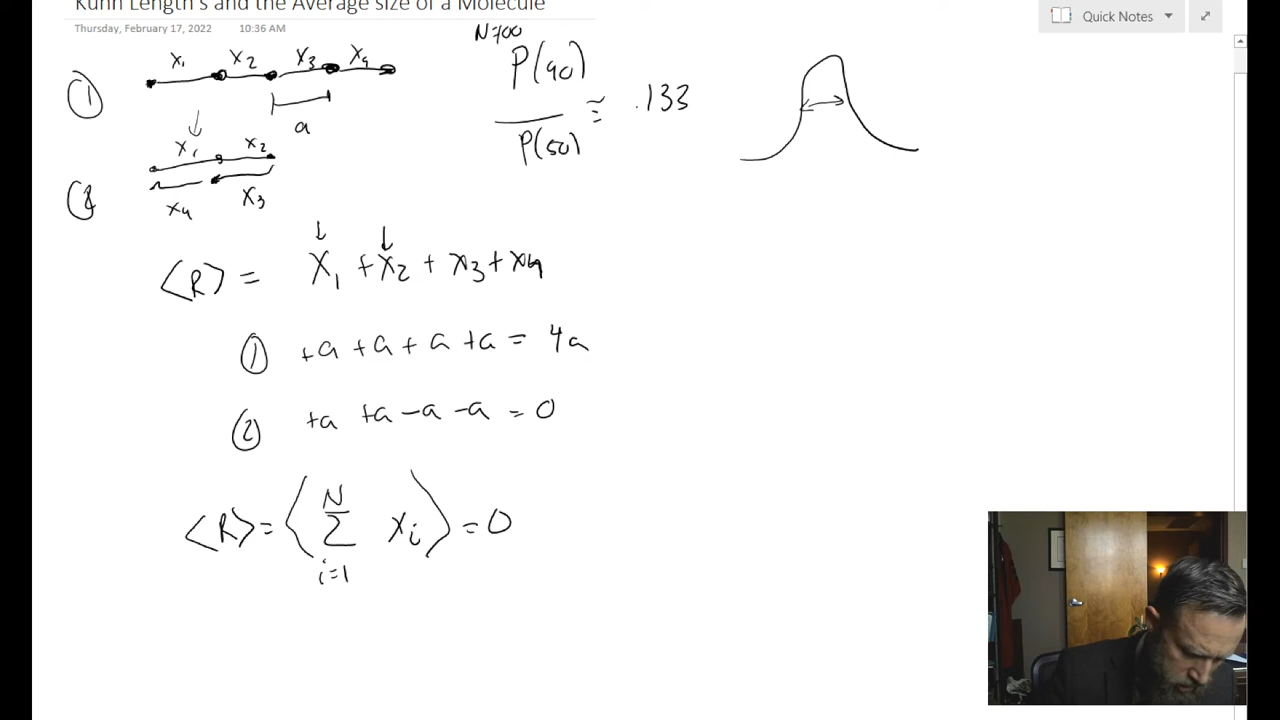 Kuhn Length's and the Average size of a Molecule
Thursday, February 17, 2022 10:36 AM
Quick Notes
① x₁ x₂ x₃ x₄
a
N=100
P(40)
P(50)
≅ .133
x₁ x₂
x₄ x₃
⟨R⟩ = x₁ + x₂ + x₃ + x₄
① +a +a + a +a = 4a
② +a +a -a -a = 0
⟨R⟩ = ⟨ N Σ i=1 xᵢ ⟩ = 0